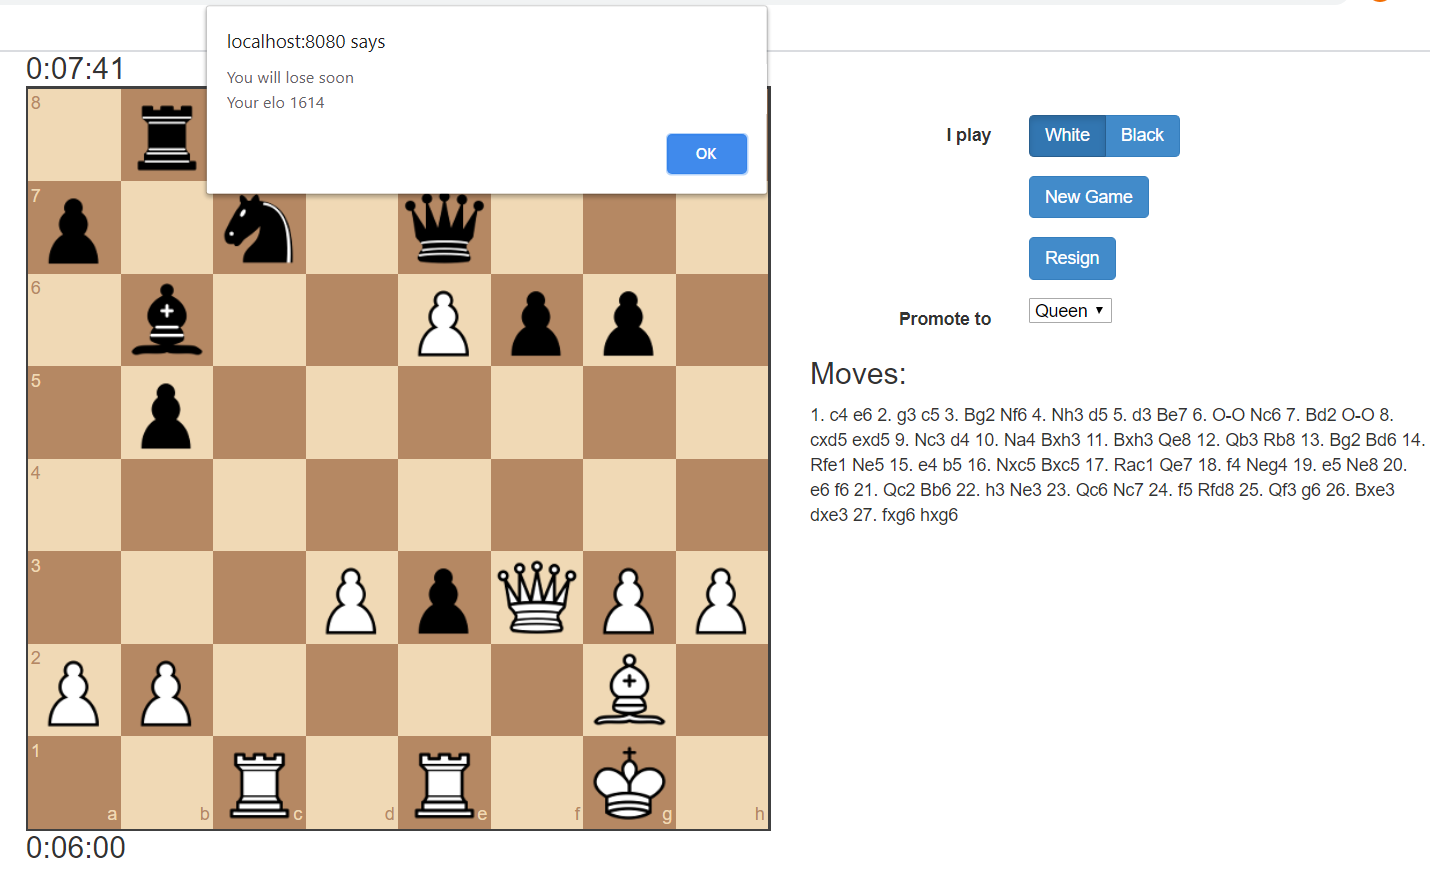 localhost:8080 says
You will lose soon
Your elo 1614
OK
0:07:41
8
7
6
5
4
3
2
1
a b c d e f g h
0:06:00
I play White Black
New Game
Resign
Promote to Queen
Moves:
1. c4 e6 2. g3 c5 3. Bg2 Nf6 4. Nh3 d5 5. d3 Be7 6. O-O Nc6 7. Bd2 O-O 8.
cxd5 exd5 9. Nc3 d4 10. Na4 Bxh3 11. Bxh3 Qe8 12. Qb3 Rb8 13. Bg2 Bd6 14.
Rfe1 Ne5 15. e4 b5 16. Nxc5 Bxc5 17. Rac1 Qe7 18. f4 Neg4 19. e5 Ne8 20.
e6 f6 21. Qc2 Bb6 22. h3 Ne3 23. Qc6 Nc7 24. f5 Rfd8 25. Qf3 g6 26. Bxe3
dxe3 27. fxg6 hxg6